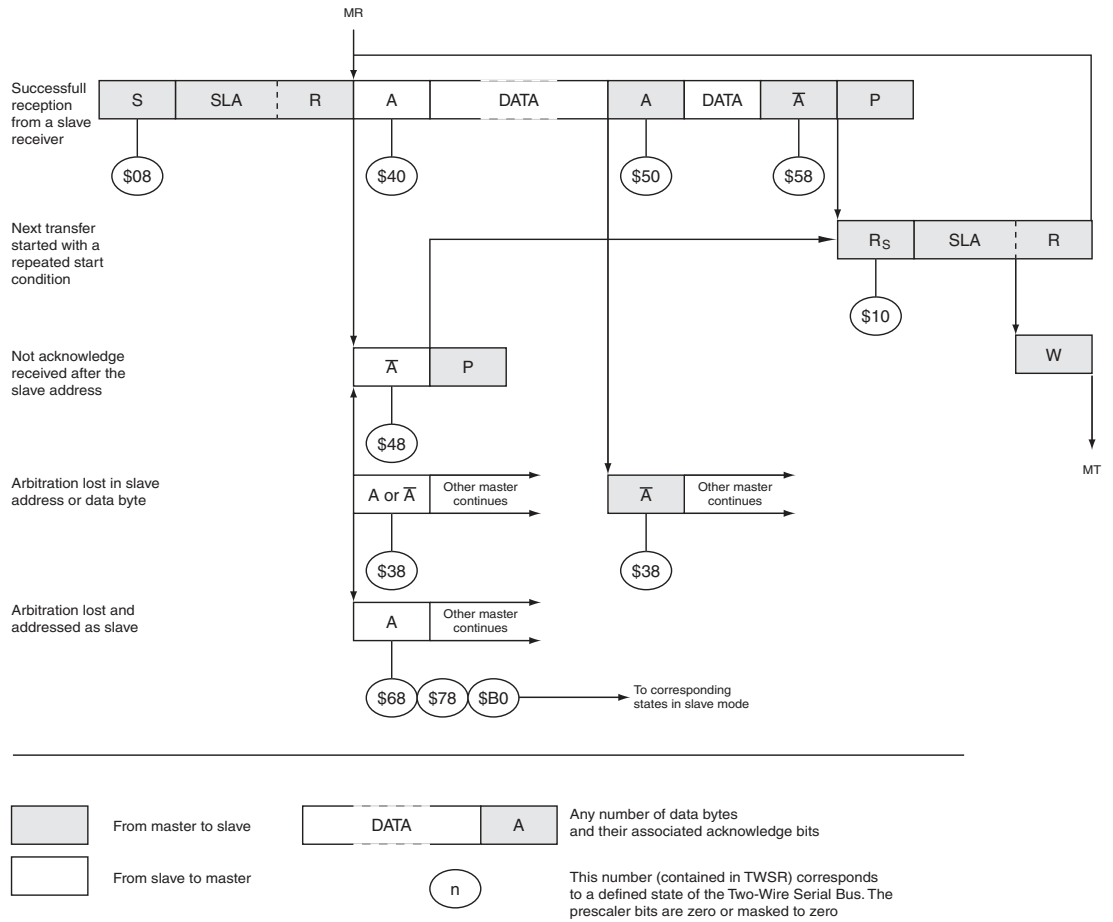 MR
Successfull
reception
from a slave
receiver
S SLA R A DATA A DATA A̅ P
$08 $40 $50 $58
Next transfer
started with a
repeated start
condition
RS SLA R
$10
Not acknowledge
received after the
slave address
A̅ P
W
$48
MT
Arbitration lost in slave
address or data byte
A or A̅ Other master
continues
A̅ Other master
continues
$38 $38
Arbitration lost and
addressed as slave
A Other master
continues
$68 $78 $B0
To corresponding
states in slave mode
From master to slave
DATA A
Any number of data bytes
and their associated acknowledge bits
From slave to master
n
This number (contained in TWSR) corresponds
to a defined state of the Two-Wire Serial Bus. The
prescaler bits are zero or masked to zero